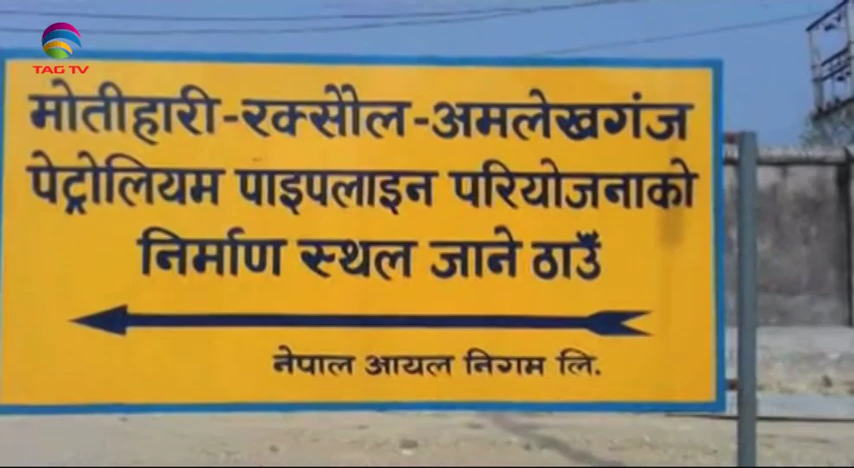 TAG TV
मोतीहारी-रक्सौल-अमलेखगंज
पेट्रोलियम पाइपलाइन परियोजनाको
निर्माण स्थल जाने ठाउँ
नेपाल आयल निगम लि.